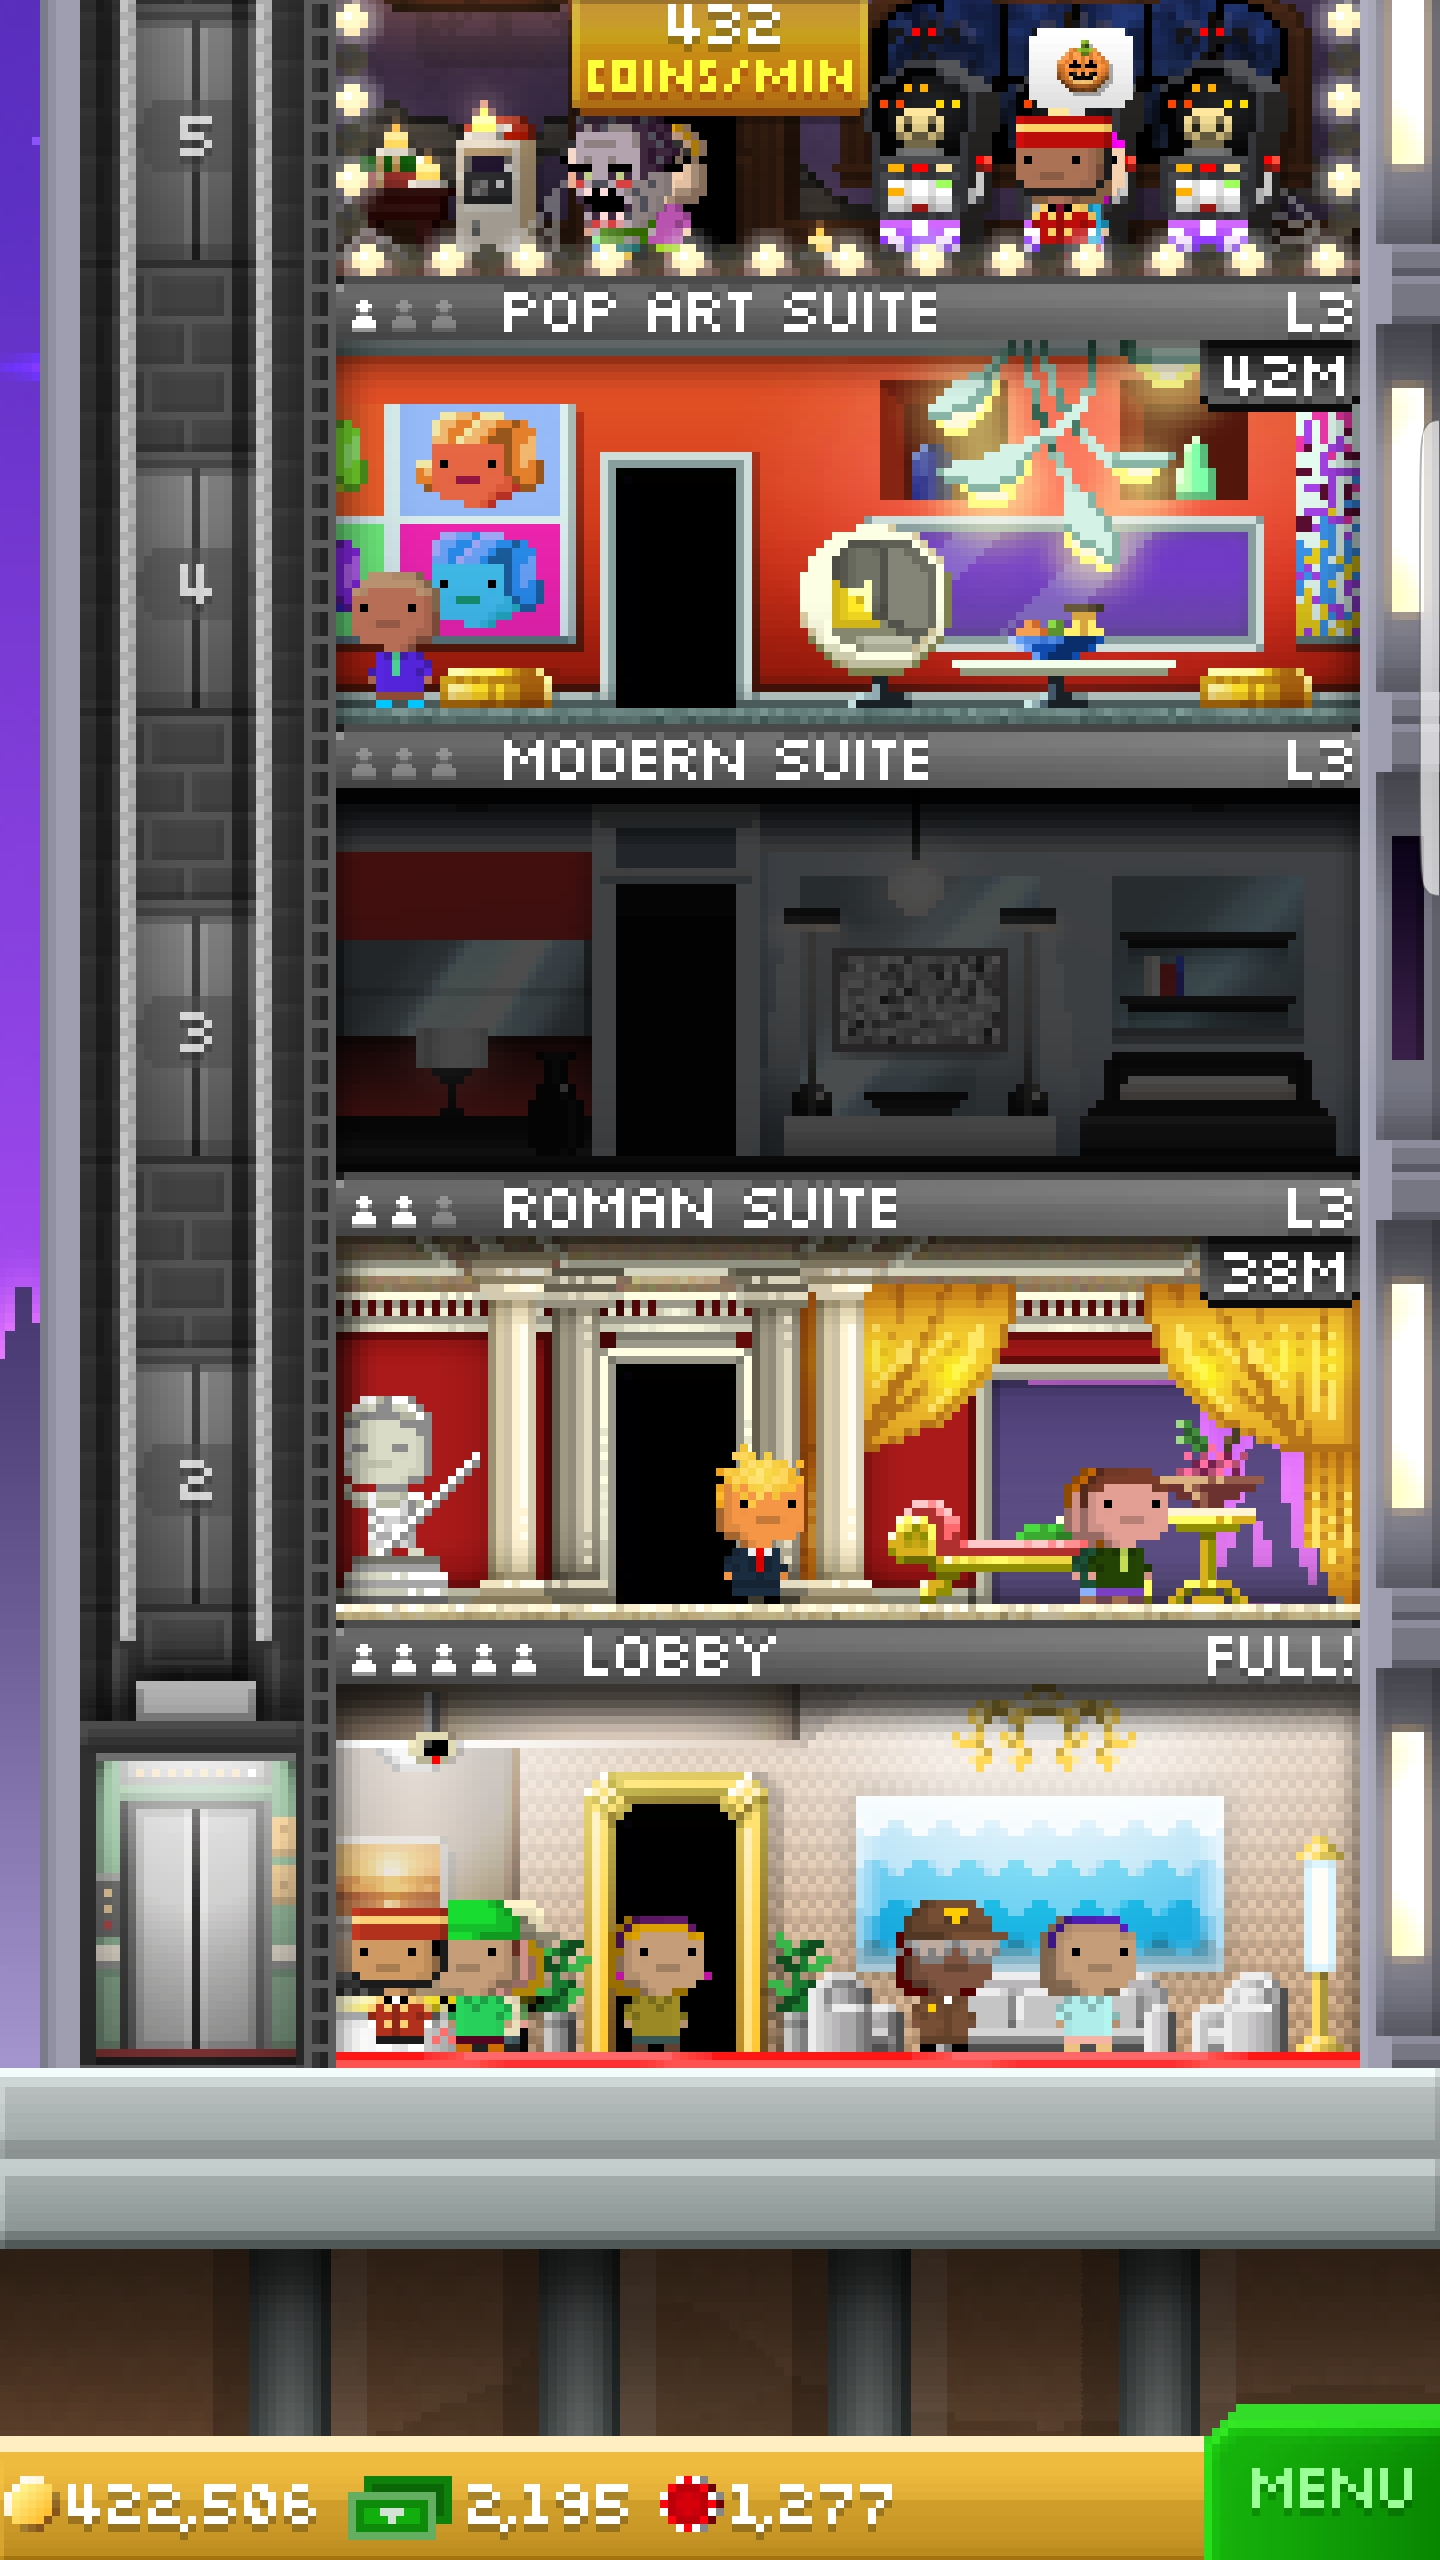 432
COINS/MIN
5
POP ART SUITE L3
42M
4
MODERN SUITE L3
3
ROMAN SUITE L3
38M
2
LOBBY FULL!
422,506 2,195 1,277
MENU